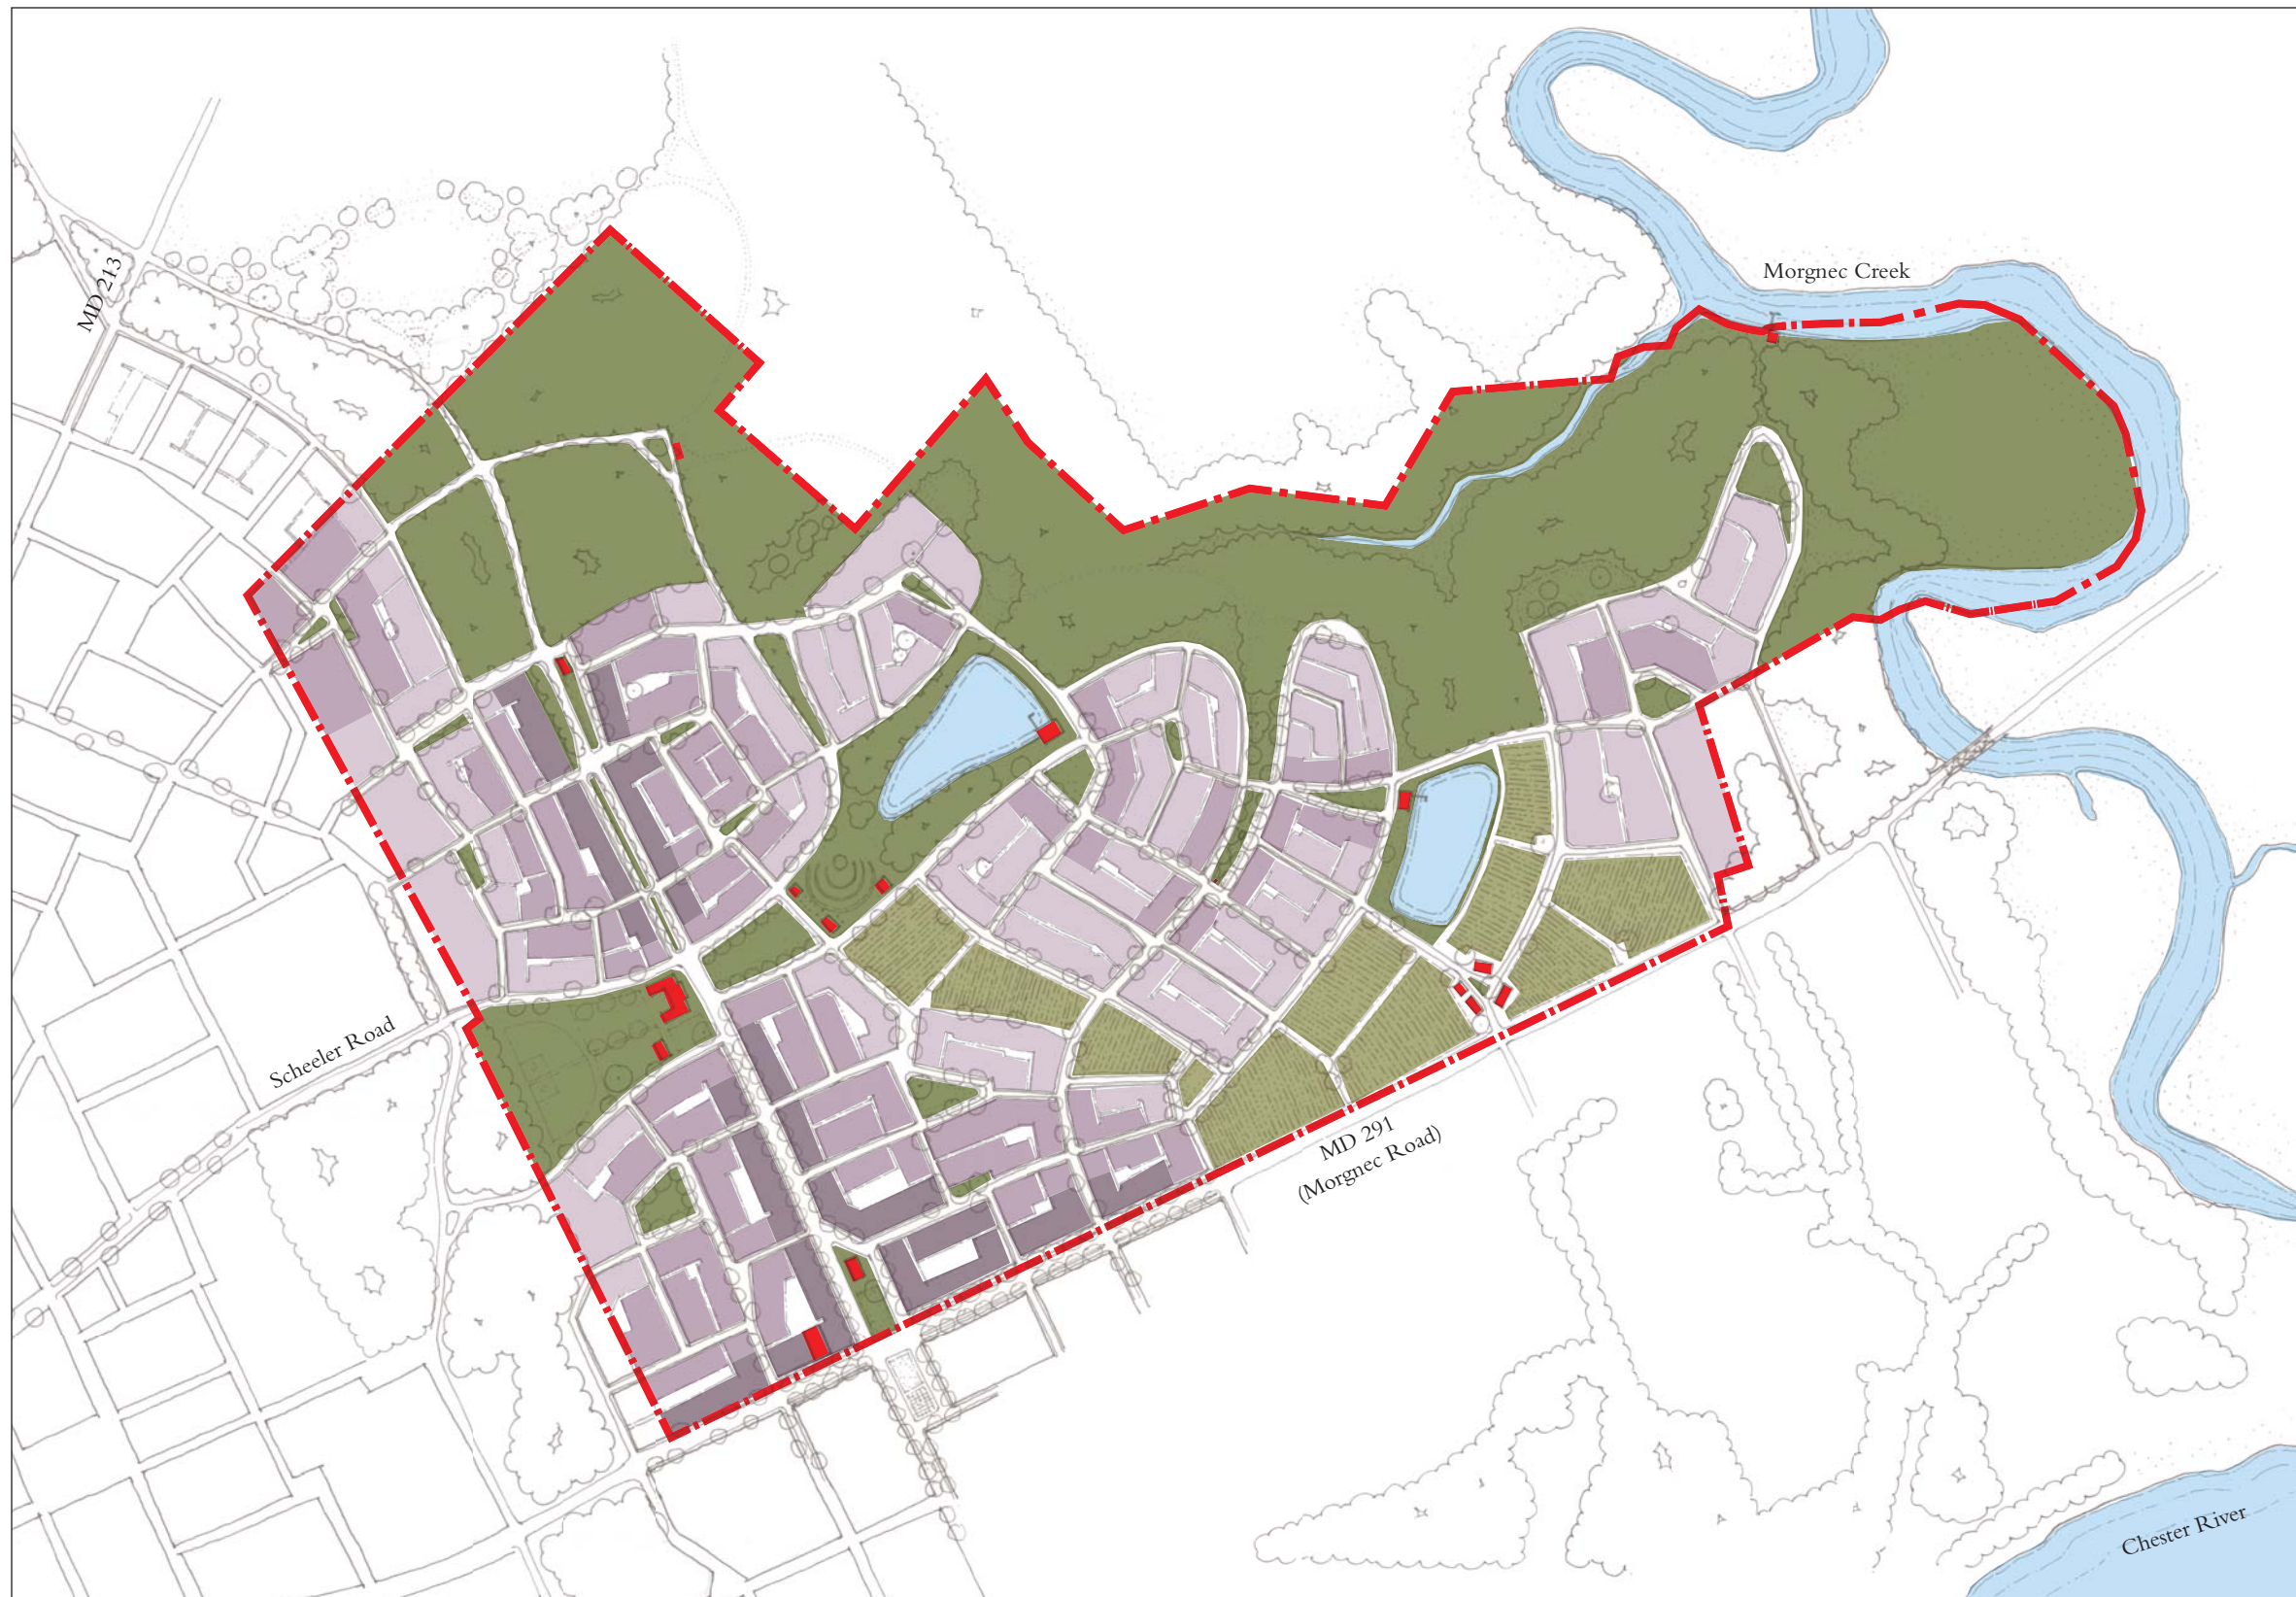 Morgnec Creek
MD 213
Scheeler Road
MD 291
(Morgnec Road)
Chester River